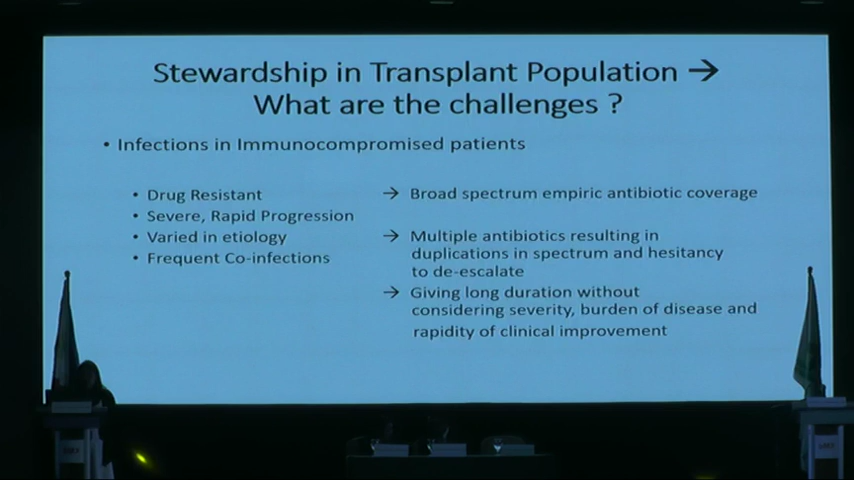 Stewardship in Transplant Population →
What are the challenges ?
• Infections in Immunocompromised patients
• Drug Resistant
• Severe, Rapid Progression
• Varied in etiology
• Frequent Co-infections
→ Broad spectrum empiric antibiotic coverage
→ Multiple antibiotics resulting in
duplications in spectrum and hesitancy
to de-escalate
→ Giving long duration without
considering severity, burden of disease and
rapidity of clinical improvement